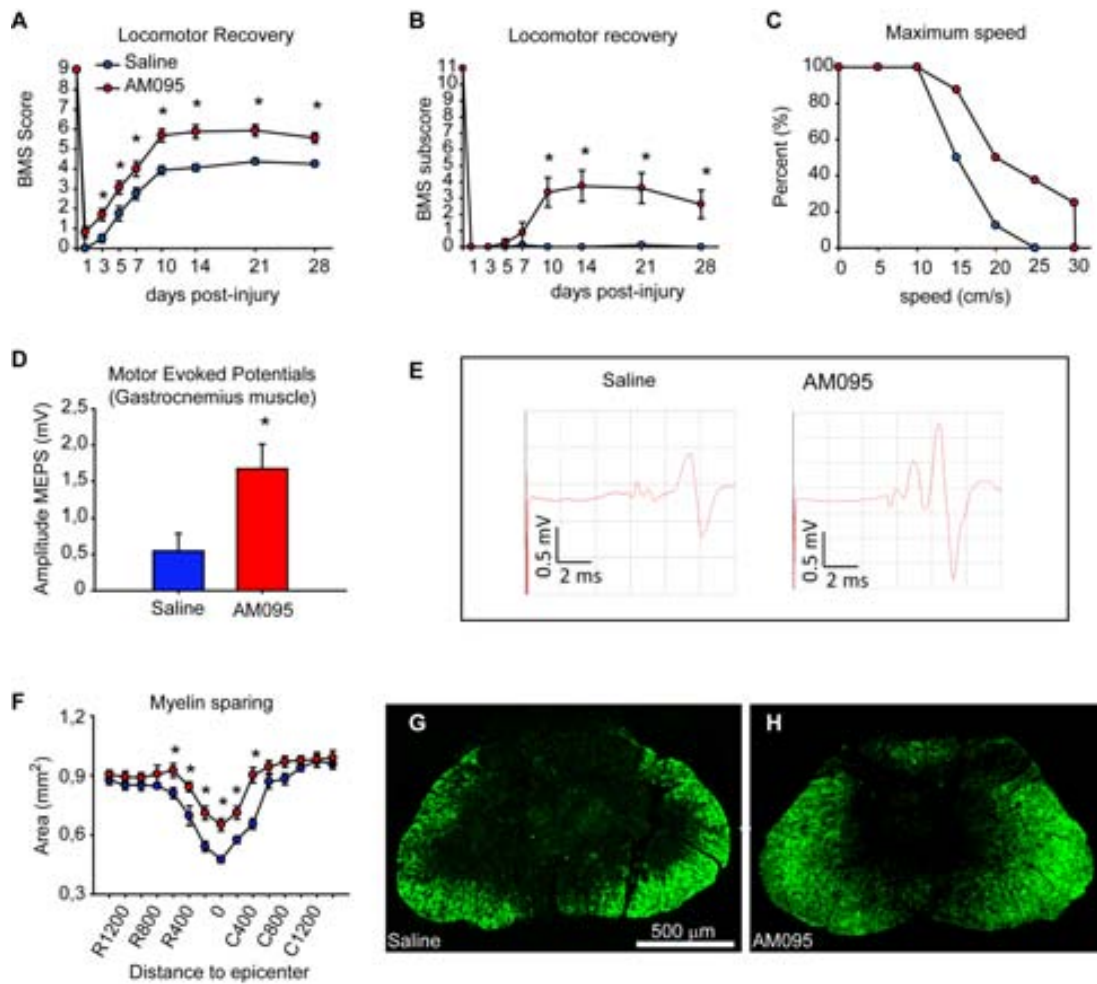 A
Locomotor Recovery
Saline
AM095
BMS Score
9
8
7
6
5
4
3
2
1
0
* * * * * * * *
1 3 5 7 10 14 21 28
days post-injury
B
Locomotor recovery
BMS subscore
11
10
9
8
7
6
5
4
3
2
1
0
* * * *
1 3 5 7 10 14 21 28
days post-injury
C
Maximum speed
Percent (%)
100
80
60
40
20
0
0 5 10 15 20 25 30
speed (cm/s)
D
Motor Evoked Potentials
(Gastrocnemius muscle)
Amplitude MEPS (mV)
2.5
2.0
1.5
1.0
0.5
0
*
Saline AM095
E
Saline
AM095
0.5 mV
2 ms
0.5 mV
2 ms
F
Myelin sparing
Area (mm²)
1,2
0.9
0.6
0.3
* * * * * *
R1200 R800 R400 0 C400 C800 C1200
Distance to epicenter
G
Saline
500 µm
H
AM095